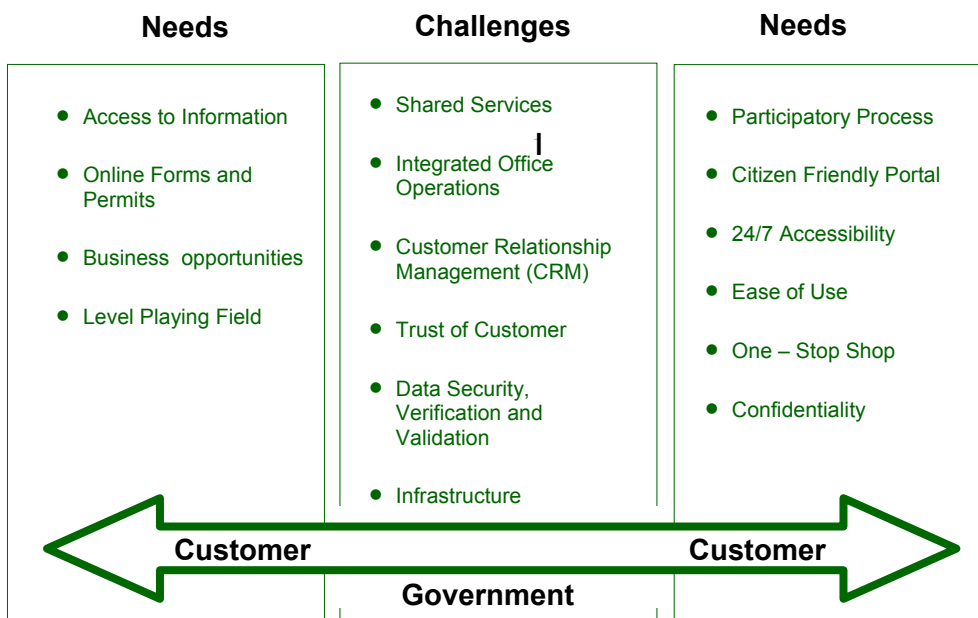 Needs
Access to Information
Online Forms and
Permits
Business opportunities
Level Playing Field
Challenges
Shared Services
Integrated Office
Operations
Customer Relationship
Management (CRM)
Trust of Customer
Data Security,
Verification and
Validation
Infrastructure
Needs
Participatory Process
Citizen Friendly Portal
24/7 Accessibility
Ease of Use
One – Stop Shop
Confidentiality
Customer
Customer
Government